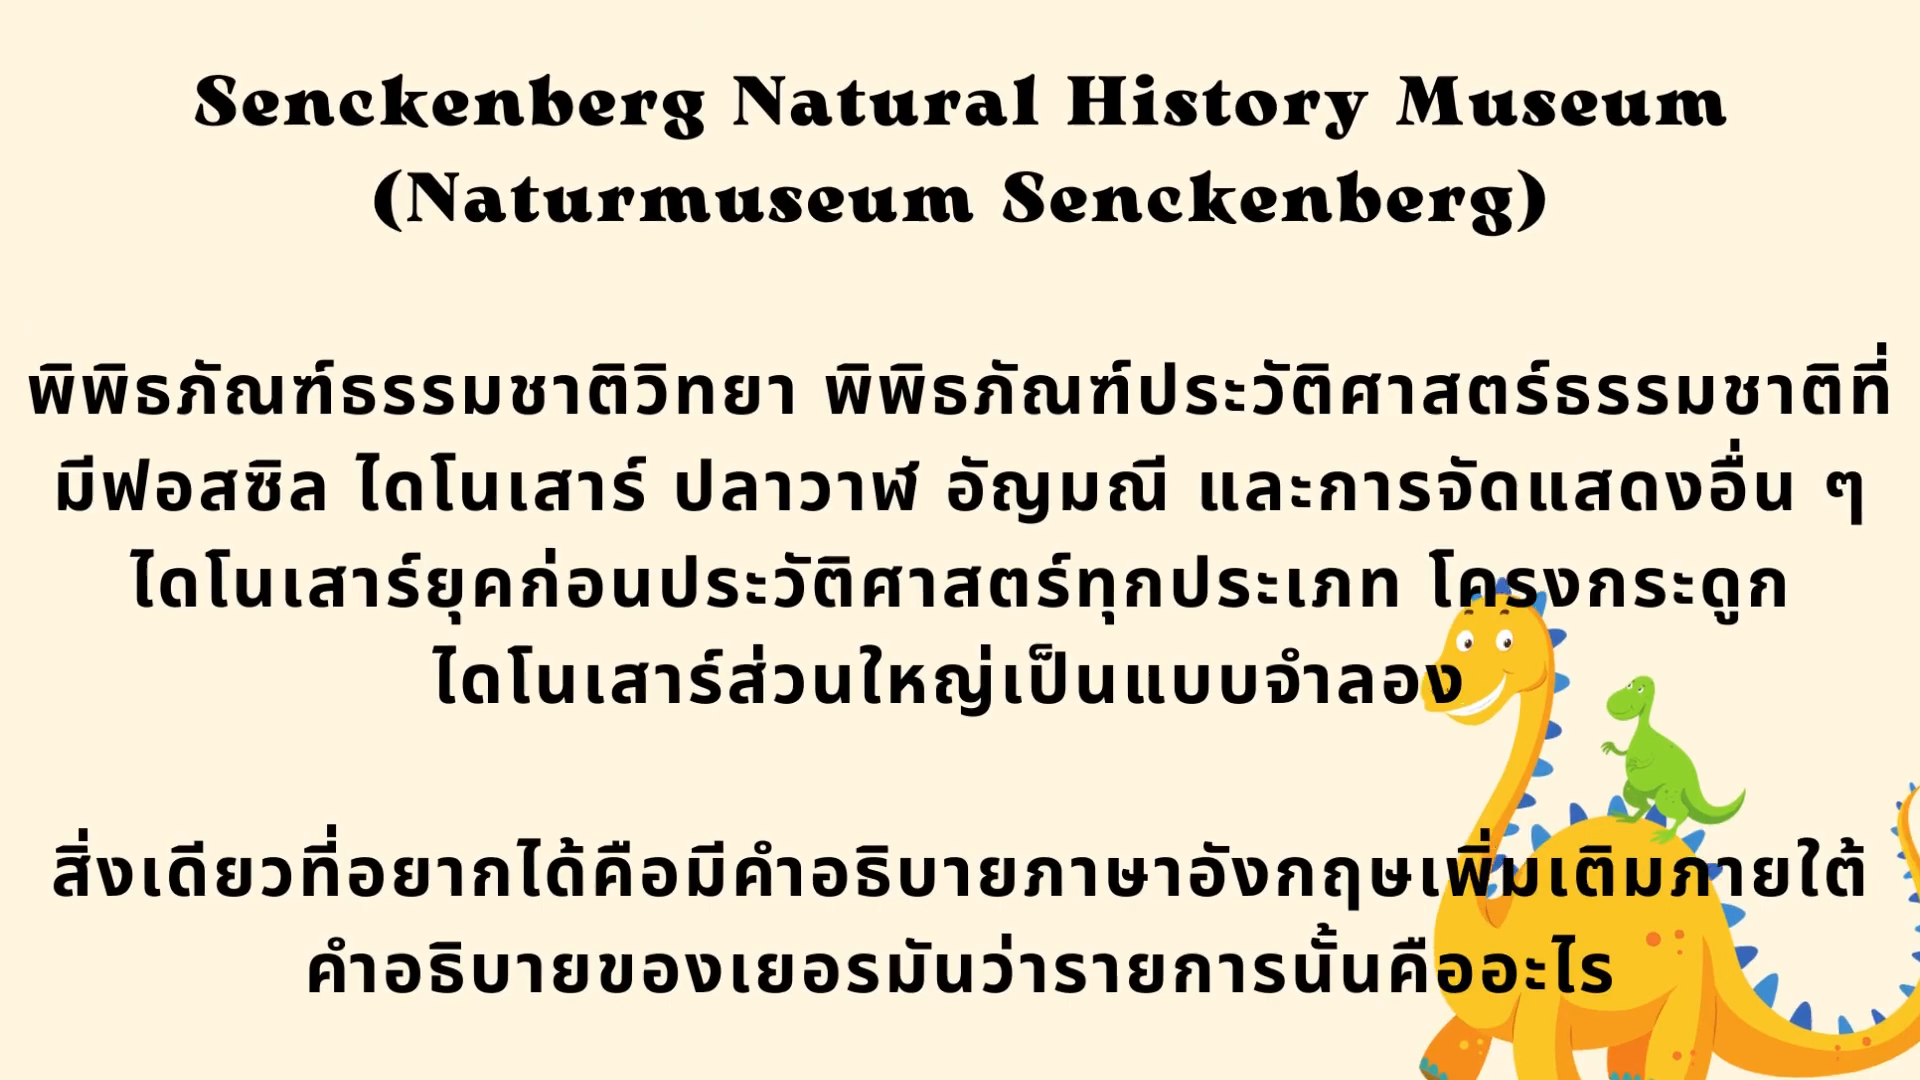 Senckenberg Natural History Museum
(Naturmuseum Senckenberg)
พิพิธภัณฑ์ธรรมชาติวิทยา พิพิธภัณฑ์ประวัติศาสตร์ธรรมชาติที่
มีฟอสซิล ไดโนเสาร์ ปลาวาฬ อัญมณี และการจัดแสดงอื่น ๆ
ไดโนเสาร์ยุคก่อนประวัติศาสตร์ทุกประเภท โครงกระดูก
ไดโนเสาร์ส่วนใหญ่เป็นแบบจำลอง
สิ่งเดียวที่อยากได้คือมีคำอธิบายภาษาอังกฤษเพิ่มเติมภายใต้
คำอธิบายของเยอรมันว่ารายการนั้นคืออะไร